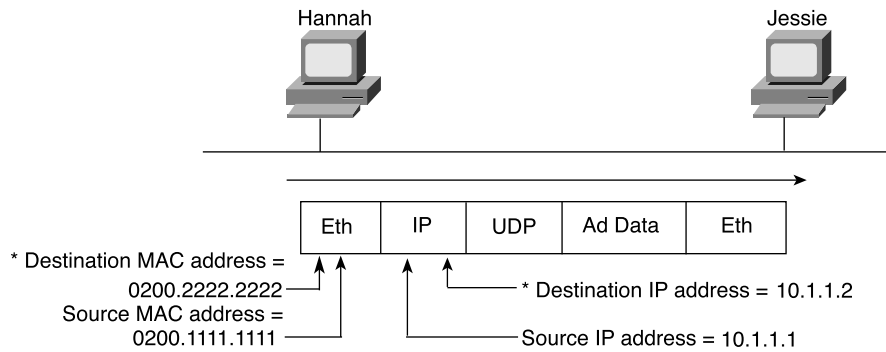 Hannah
Jessie
Eth
IP
UDP
Ad Data
Eth
* Destination MAC address =
0200.2222.2222
Source MAC address =
0200.1111.1111
* Destination IP address = 10.1.1.2
Source IP address = 10.1.1.1